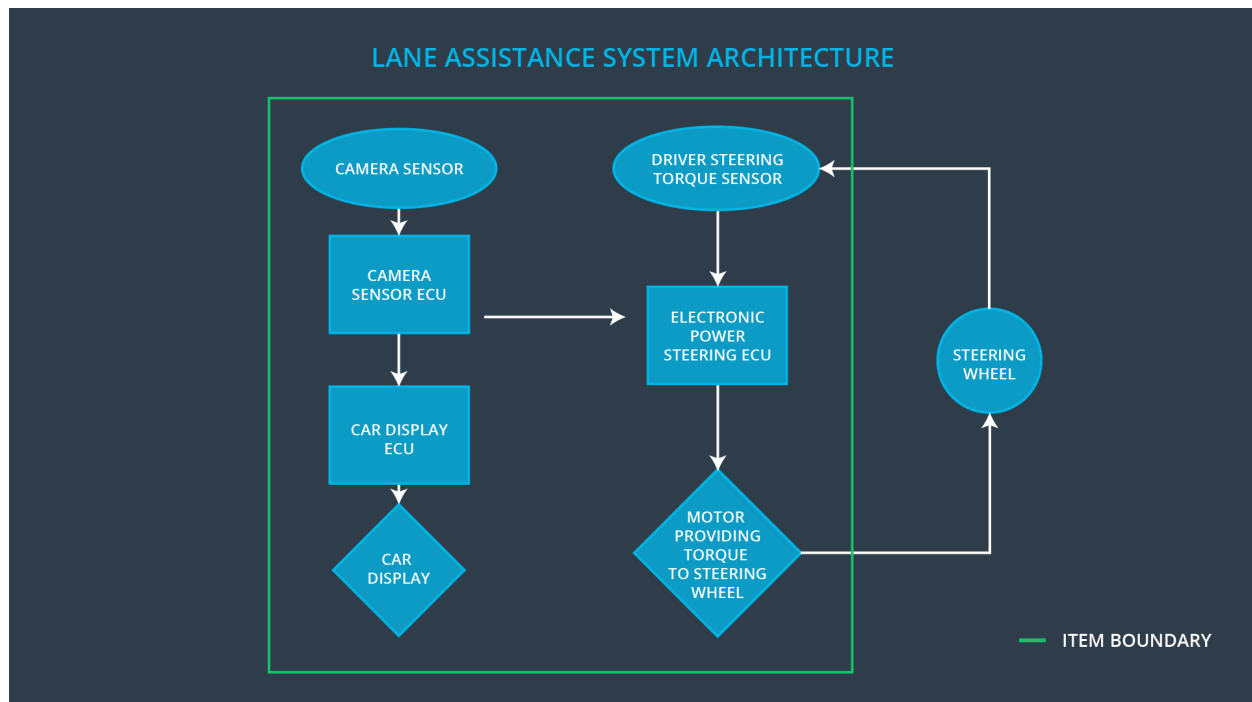 LANE ASSISTANCE SYSTEM ARCHITECTURE
CAMERA SENSOR
DRIVER STEERING
TORQUE SENSOR
CAMERA
SENSOR ECU
ELECTRONIC
POWER
STEERING ECU
STEERING
WHEEL
CAR DISPLAY
ECU
MOTOR
PROVIDING
TORQUE
TO STEERING
WHEEL
CAR
DISPLAY
ITEM BOUNDARY